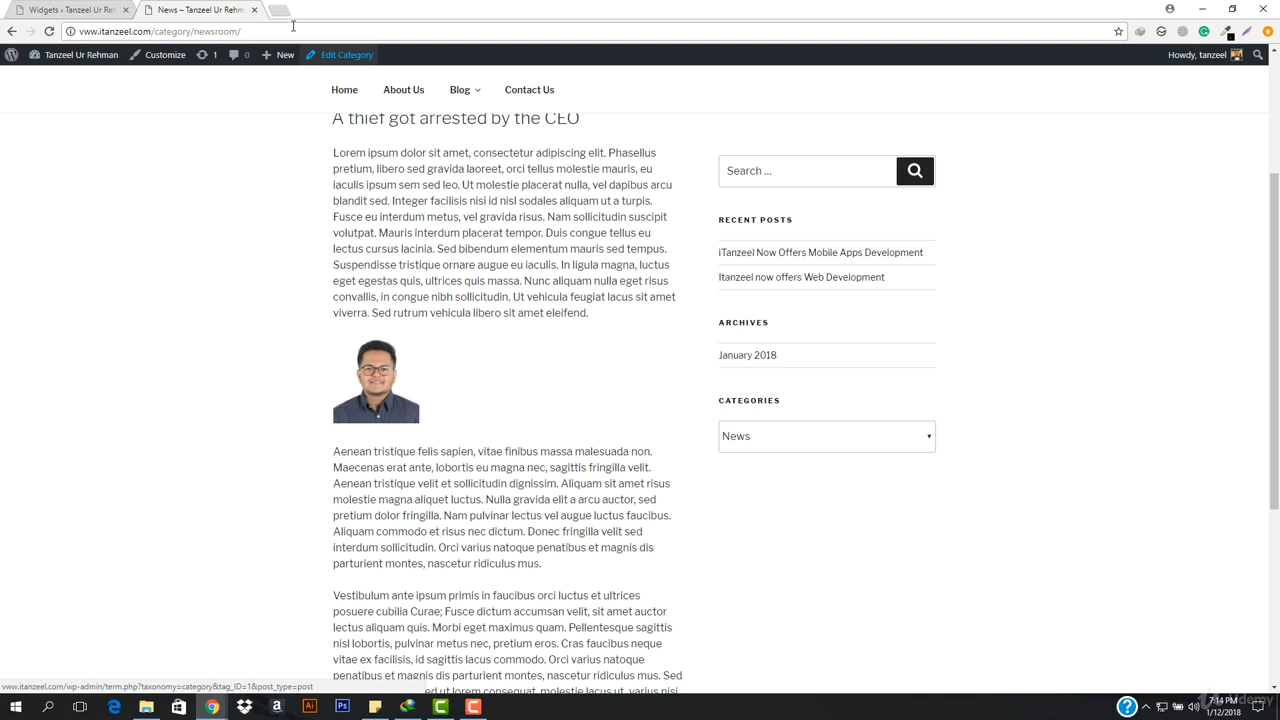 Widgets ‹ Tanzeel Ur Reh
News – Tanzeel Ur Rehm
www.itanzeel.com/category/newsroom/
Tanzeel Ur Rehman
Customize
1
0
New
Edit Category
Howdy, tanzeel
Home
About Us
Blog
Contact Us
A thief got arrested by the CEO
Lorem ipsum dolor sit amet, consectetur adipiscing elit. Phasellus
pretium, libero sed gravida laoreet, orci tellus molestie mauris, eu
iaculis ipsum sem sed leo. Ut molestie placerat nulla, vel dapibus arcu
blandit sed. Integer facilisis nisi id nisl sodales aliquam ut a turpis.
Fusce eu interdum metus, vel gravida risus. Nam sollicitudin suscipit
volutpat. Mauris interdum placerat tempor. Duis congue tellus eu
lectus cursus lacinia. Sed bibendum elementum mauris sed tempus.
Suspendisse tristique ornare augue eu iaculis. In ligula magna, luctus
eget egestas quis, ultrices quis massa. Nunc aliquam nulla eget risus
convallis, in congue nibh sollicitudin. Ut vehicula feugiat lacus sit amet
viverra. Sed rutrum vehicula libero sit amet eleifend.
Aenean tristique felis sapien, vitae finibus massa malesuada non.
Maecenas erat ante, lobortis eu magna nec, sagittis fringilla velit.
Aenean tristique velit et sollicitudin dignissim. Aliquam sit amet risus
molestie magna aliquet luctus. Nulla gravida elit a arcu auctor, sed
pretium dolor fringilla. Nam pulvinar lectus vel augue luctus faucibus.
Aliquam commodo et risus nec dictum. Donec fringilla velit sed
interdum sollicitudin. Orci varius natoque penatibus et magnis dis
parturient montes, nascetur ridiculus mus.
Vestibulum ante ipsum primis in faucibus orci luctus et ultrices
posuere cubilia Curae; Fusce dictum accumsan velit, sit amet auctor
lectus aliquam quis. Morbi eget maximus quam. Pellentesque sagittis
nisl lobortis, pulvinar metus nec, pretium eros. Cras faucibus neque
vitae ex facilisis, id sagittis lacus commodo. Orci varius natoque
penatibus et magnis dis parturient montes, nascetur ridiculus mus. Sed
ed ut lorem consequat, molestie lacus ut, varius nisl
Search …
RECENT POSTS
iTanzeel Now Offers Mobile Apps Development
Itanzeel now offers Web Development
ARCHIVES
January 2018
CATEGORIES
News
www.itanzeel.com/wp-admin/term.php?taxonomy=category&tag_ID=1&post_type=post
Ai
Ps
7:14 PM
1/12/2018
Udemy